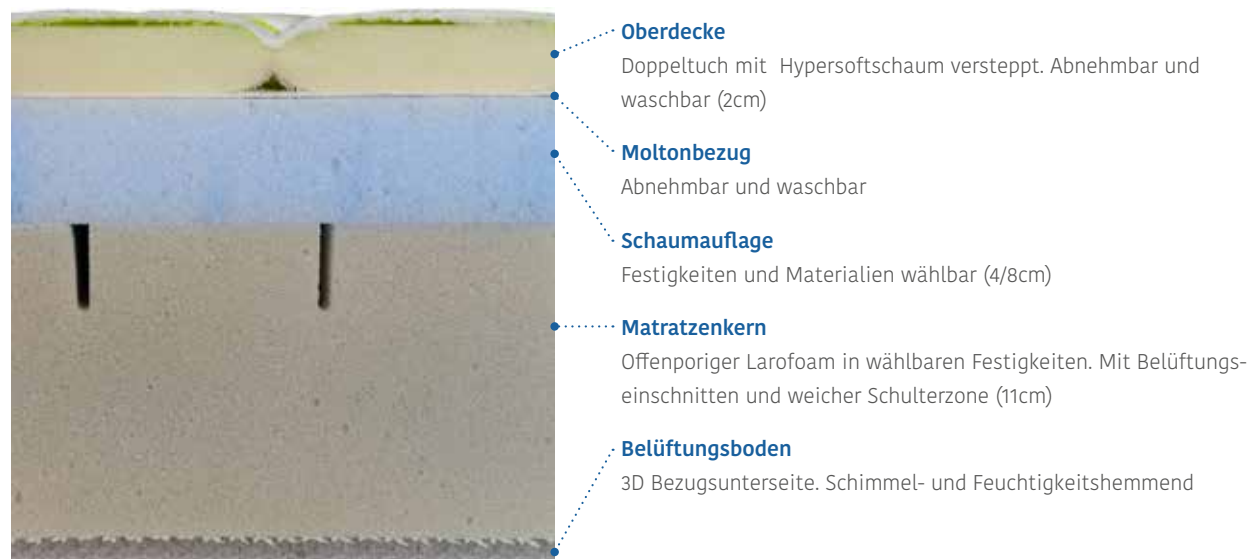 Oberdecke
Doppeltuch mit Hypersoftschaum versteppt. Abnehmbar und
waschbar (2cm)
Moltonbezug
Abnehmbar und waschbar
Schaumauflage
Festigkeiten und Materialien wählbar (4/8cm)
Matratzenkern
Offenporiger Larofoam in wählbaren Festigkeiten. Mit Belüftungs-
einschnitten und weicher Schulterzone (11cm)
Belüftungsboden
3D Bezugsunterseite. Schimmel- und Feuchtigkeitshemmend